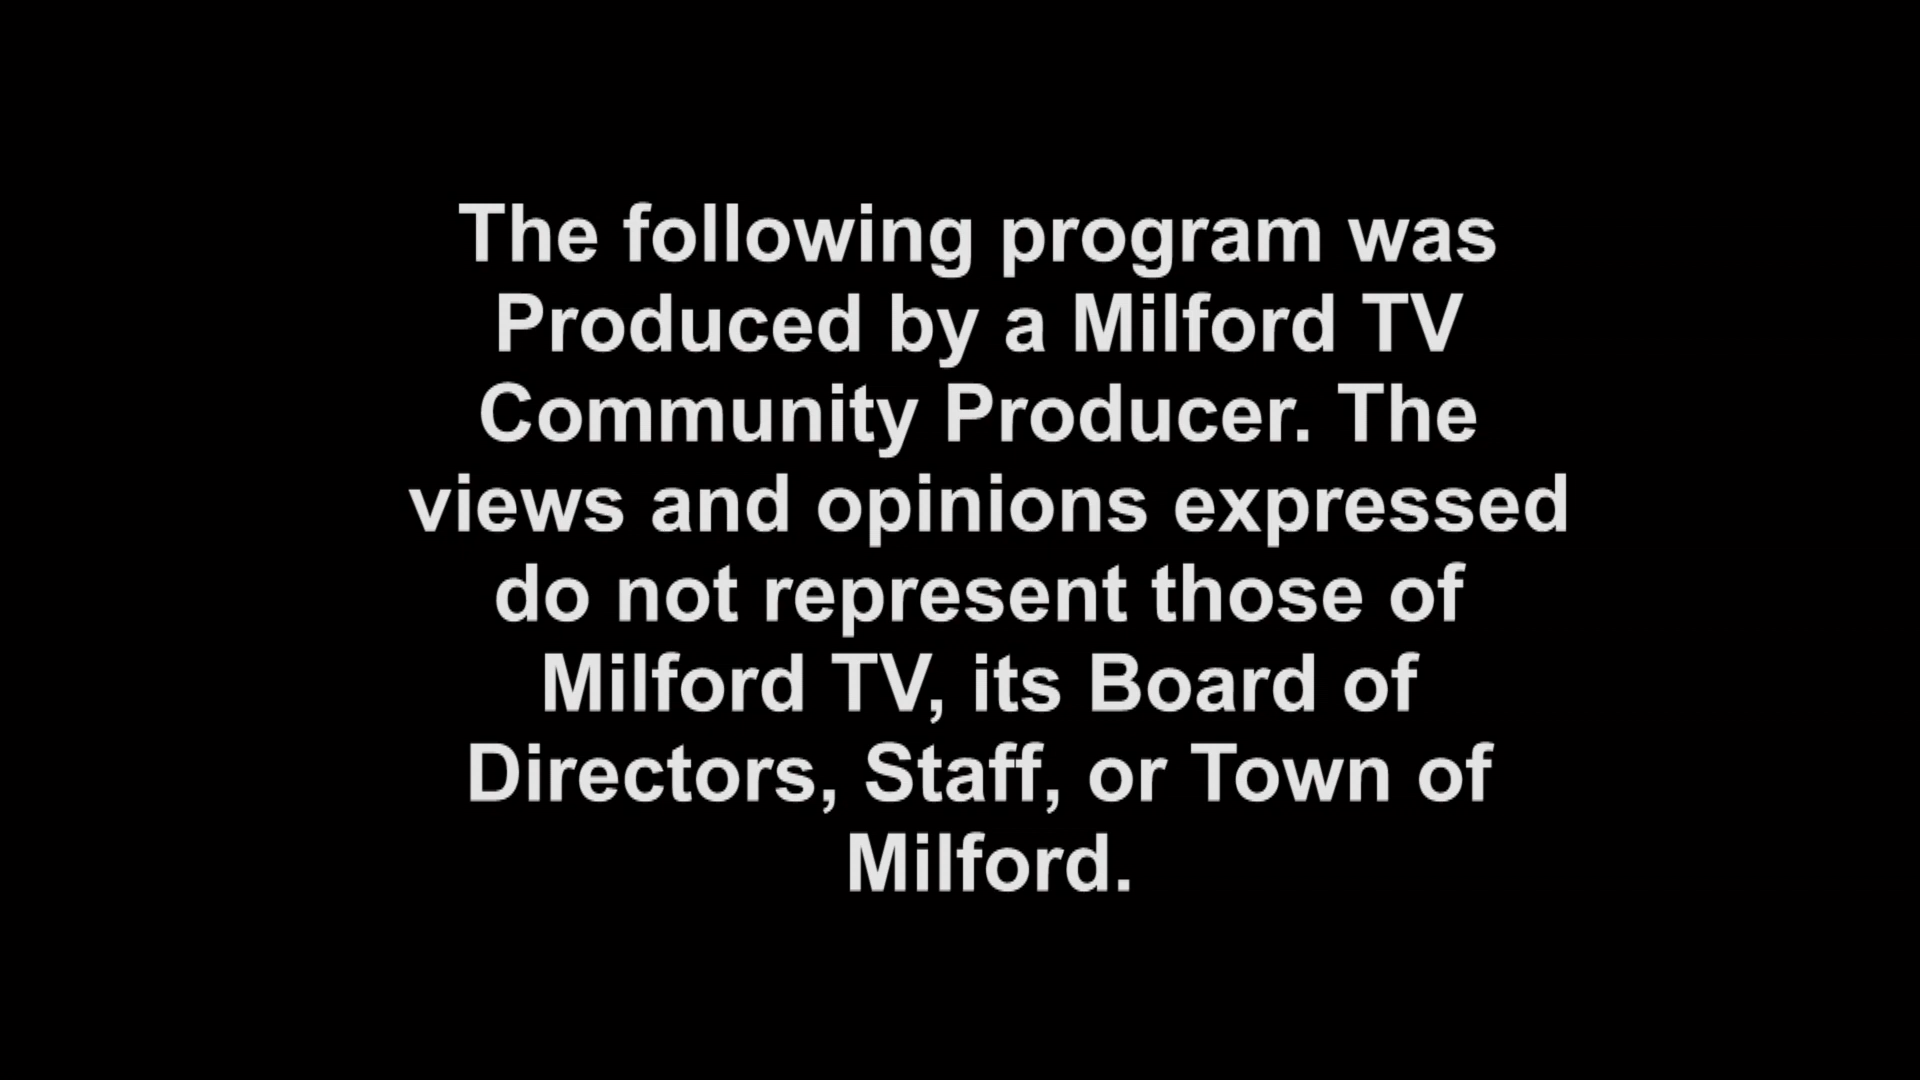 The following program was
Produced by a Milford TV
Community Producer. The
views and opinions expressed
do not represent those of
Milford TV, its Board of
Directors, Staff, or Town of
Milford.